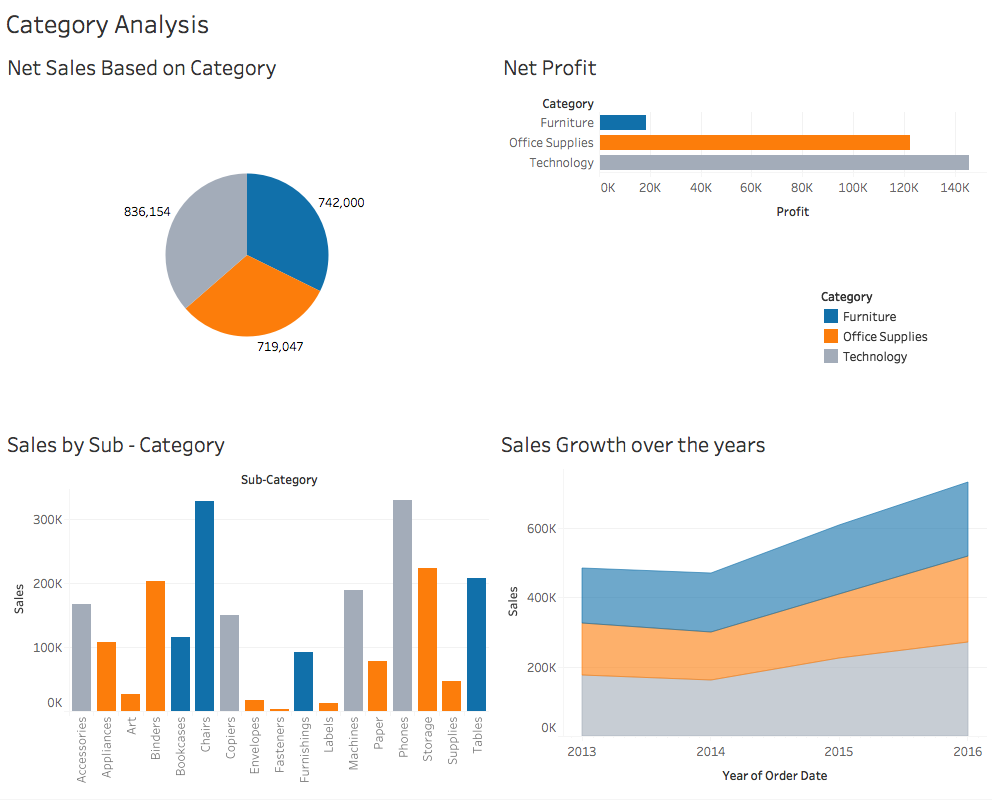 Category Analysis
Net Sales Based on Category
836,154
742,000
719,047
Net Profit
Category
Furniture
Office Supplies
Technology
0K 20K 40K 60K 80K 100K 120K 140K
Profit
Category
Furniture
Office Supplies
Technology
Sales by Sub - Category
Sub-Category
Sales
300K
200K
100K
0K
Accessories
Appliances
Art
Binders
Bookcases
Chairs
Copiers
Envelopes
Fasteners
Furnishings
Labels
Machines
Paper
Phones
Storage
Supplies
Tables
Sales Growth over the years
Sales
600K
400K
200K
0K
2013 2014 2015 2016
Year of Order Date